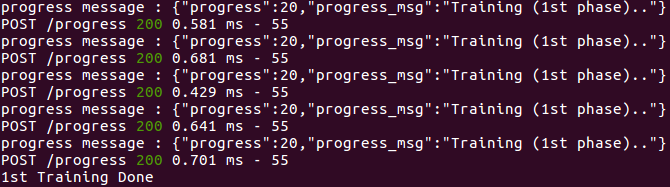 progress message : {"progress":20,"progress_msg":"Training (1st phase).."}
POST /progress 200 0.581 ms - 55
progress message : {"progress":20,"progress_msg":"Training (1st phase).."}
POST /progress 200 0.681 ms - 55
progress message : {"progress":20,"progress_msg":"Training (1st phase).."}
POST /progress 200 0.429 ms - 55
progress message : {"progress":20,"progress_msg":"Training (1st phase).."}
POST /progress 200 0.641 ms - 55
progress message : {"progress":20,"progress_msg":"Training (1st phase).."}
POST /progress 200 0.701 ms - 55
1st Training Done